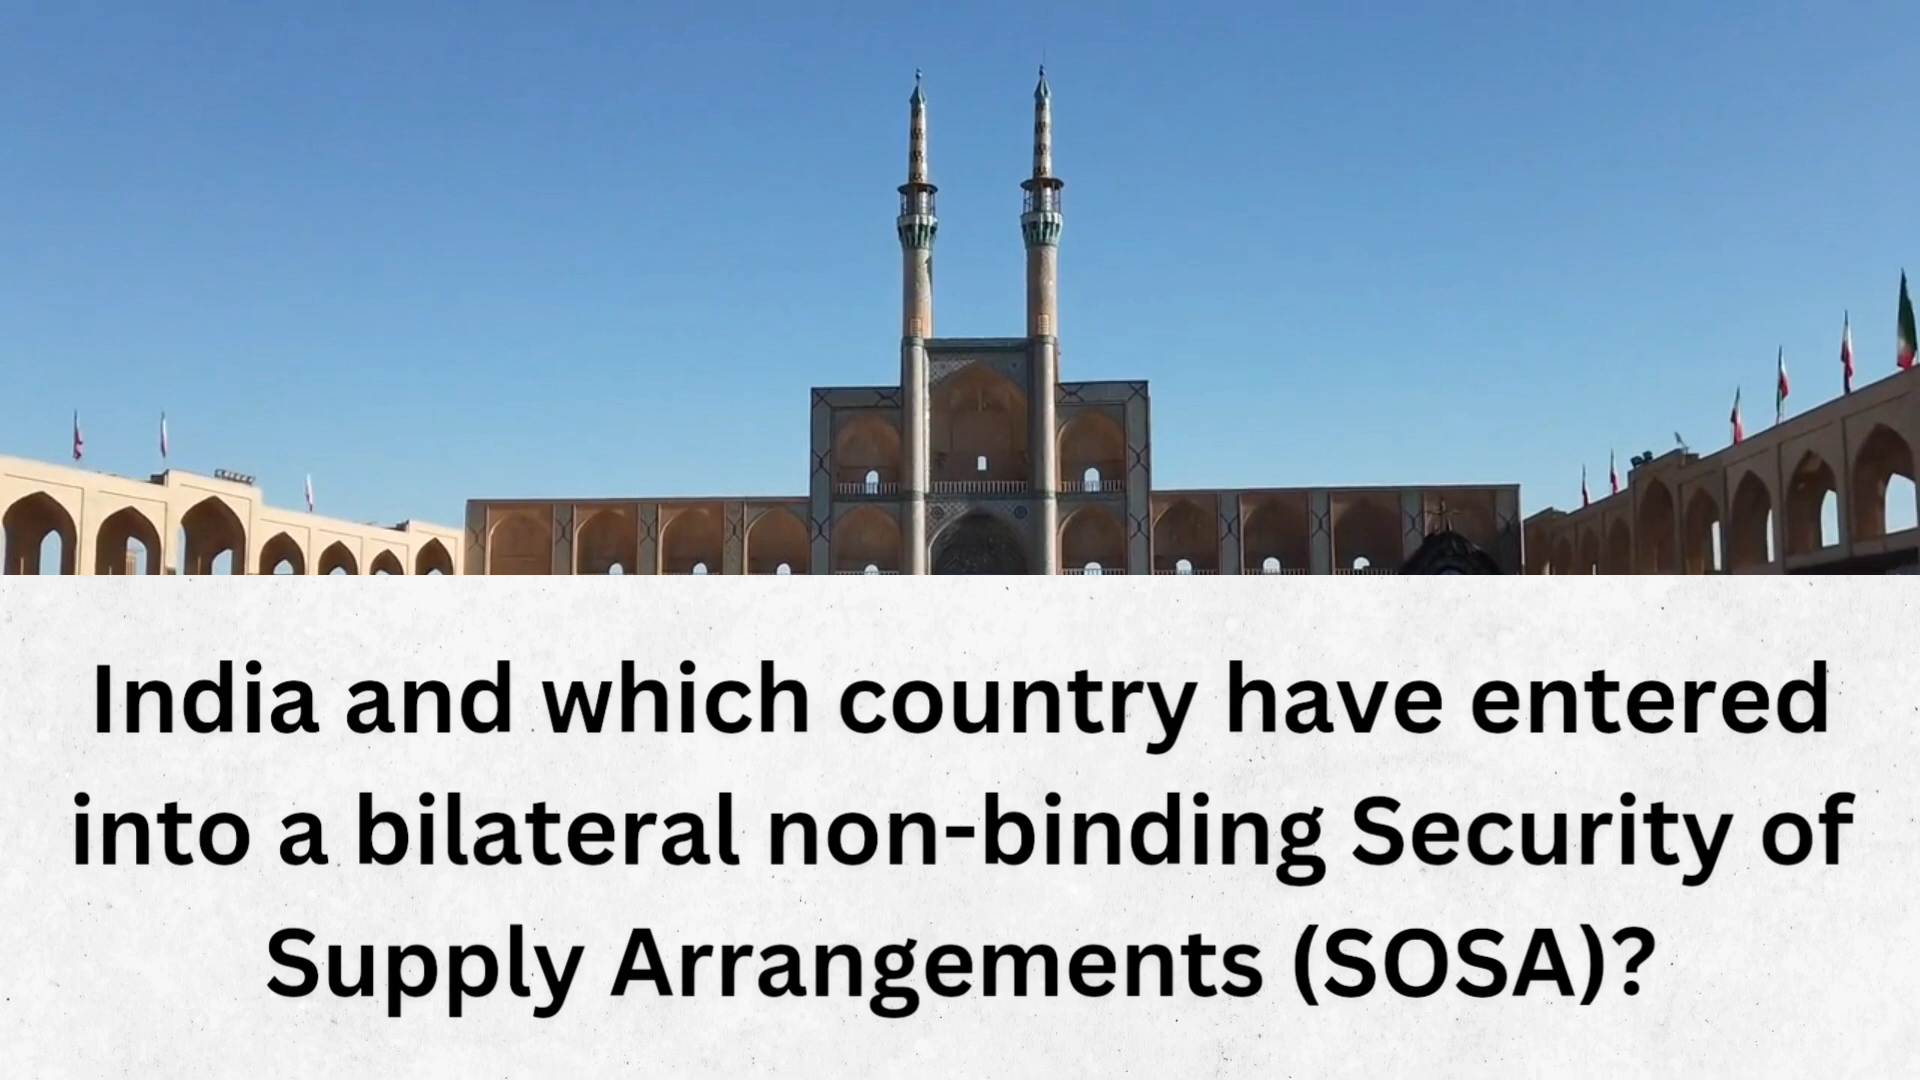 India and which country have entered
into a bilateral non-binding Security of
Supply Arrangements (SOSA)?